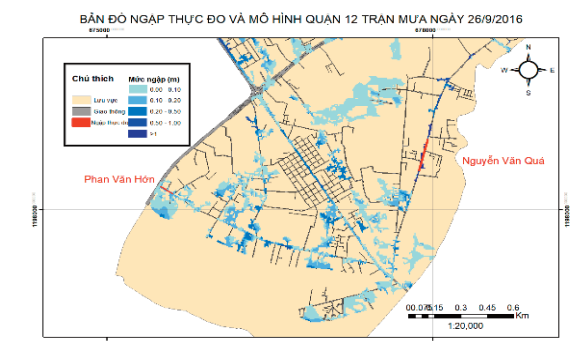 BẢN ĐỒ NGẬP THỰC ĐO VÀ MÔ HÌNH QUẬN 12 TRẬN MƯA NGÀY 26/9/2016
675000 678000
N
W E
S
Chú thích Mức ngập (m)
0.00 0.10
Lưu vực 0.10 0.20
Giao thông 0.20 - 0.50
0.50 - 1.00
>1
Nguyễn Văn Quá
Phan Văn Hớn
0.3 0.45 0.6
Km
1:20,000